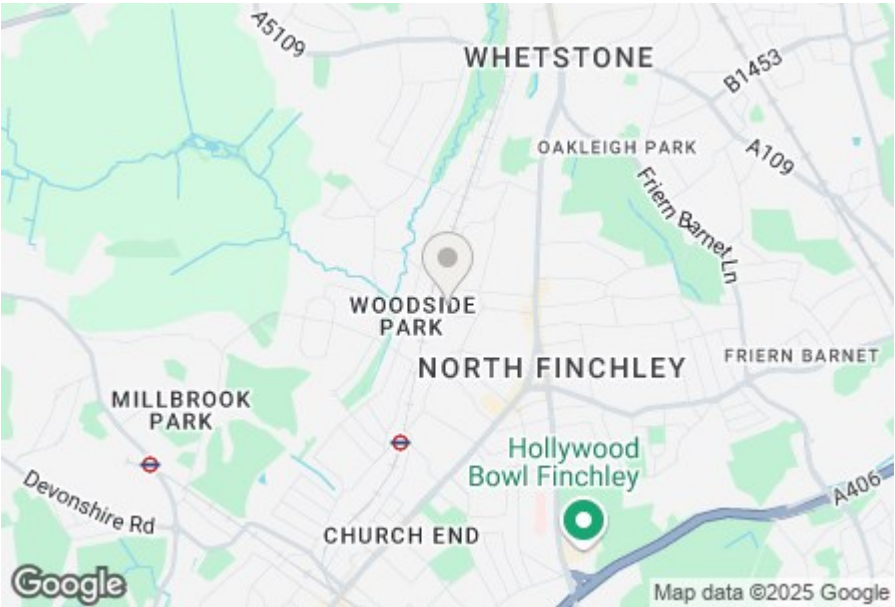 A5109
WHETSTONE
B1453
OAKLEIGH PARK
A109
Friern Barnet Ln
WOODSIDE
PARK
NORTH FINCHLEY
FRIERN BARNET
MILLBROOK
PARK
Hollywood
Bowl Finchley
Devonshire Rd
A406
CHURCH END
Google
Map data ©2025 Google